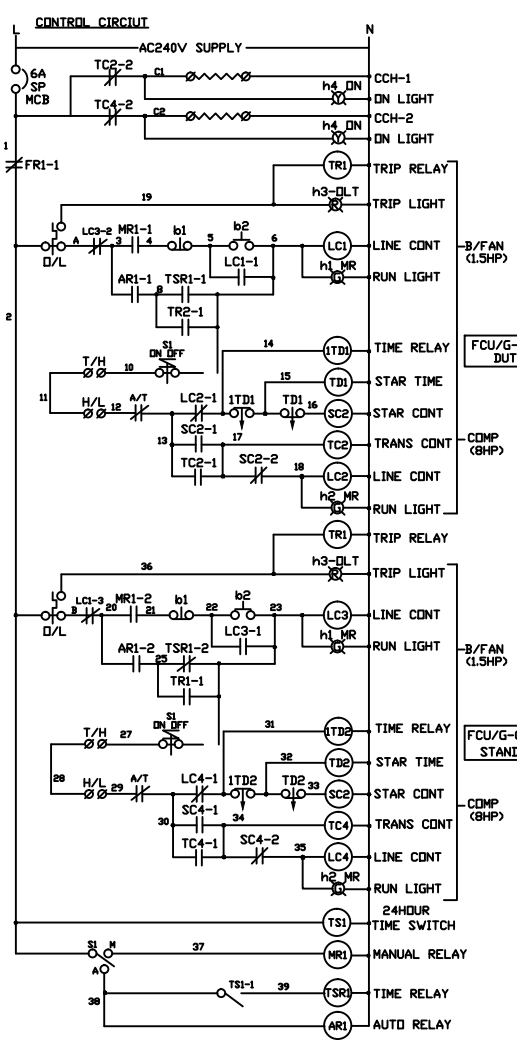 CONTROL CIRCIUT
L
N
AC240V SUPPLY
6A
SP
MCB
TC2-2
C1
CCH-1
h4 ON
ON LIGHT
TC4-2
C2
CCH-2
h4 ON
ON LIGHT
1
FR1-1
TR1
TRIP RELAY
19
h3-OLT
R
TRIP LIGHT
O/L
A
LC3-2
3
MR1-1
4
b1
5
b2
6
LC1
LINE CONT
B/FAN
(1.5HP)
LC1-1
h1 MR
G
RUN LIGHT
AR1-1
8
TSR1-1
TR2-1
2
14
1TD1
TIME RELAY
FCU/G-
DUT
S1
ON OFF
T/H
10
15
TD1
STAR TIME
11
H/L
12
A/T
LC2-1
1TD1
TD1
16
SC2
STAR CONT
13
SC2-1
17
TC2
TRANS CONT
COMP
(8HP)
TC2-1
SC2-2
18
LC2
LINE CONT
h2 MR
G
RUN LIGHT
TR1
TRIP RELAY
36
h3-OLT
R
TRIP LIGHT
O/L
B
LC1-3
20
MR1-2
21
b1
22
b2
23
LC3
LINE CONT
B/FAN
(1.5HP)
LC3-1
h1 MR
G
RUN LIGHT
AR1-2
25
TSR1-2
TR1-1
31
1TD2
TIME RELAY
FCU/G-
STAND
S1
ON OFF
T/H
27
32
TD2
STAR TIME
28
H/L
29
A/T
LC4-1
1TD2
TD2
33
SC2
STAR CONT
30
SC4-1
34
TC4
TRANS CONT
COMP
(8HP)
TC4-1
SC4-2
35
LC4
LINE CONT
h2 MR
G
RUN LIGHT
24HOUR
TS1
TIME SWITCH
S1
M
37
MR1
MANUAL RELAY
A
38
TS1-1
39
TSR1
TIME RELAY
AR1
AUTO RELAY